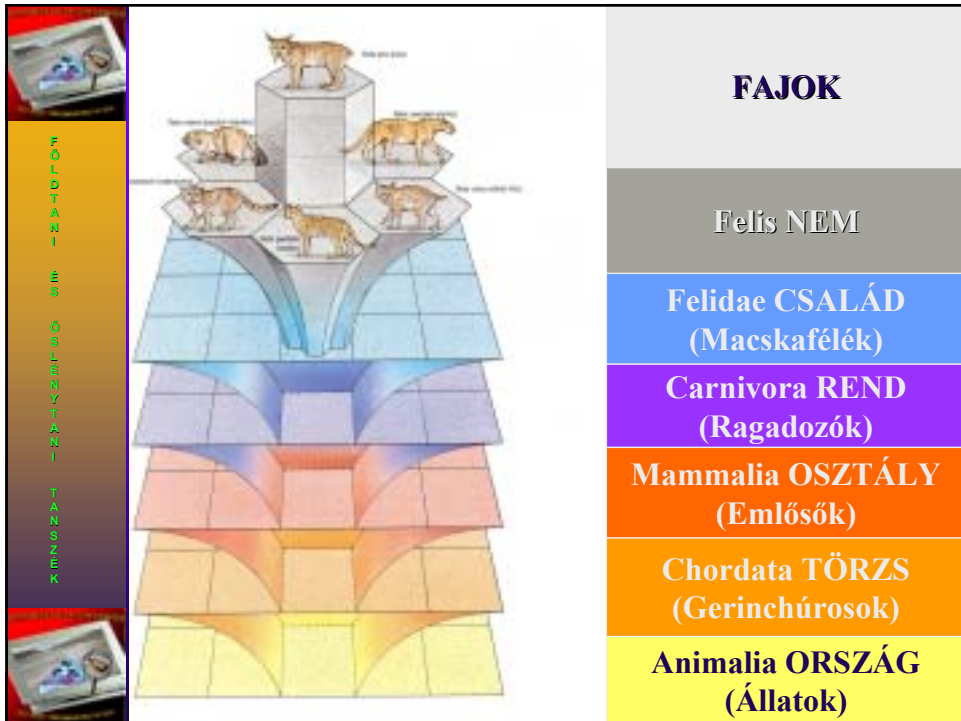 FÖLDTANI ÉS ŐSLÉNYTANI TANSZÉK
FAJOK
Felis NEM
Felidae CSALÁD
(Macskafélék)
Carnivora REND
(Ragadozók)
Mammalia OSZTÁLY
(Emlősök)
Chordata TÖRZS
(Gerinchúrosok)
Animalia ORSZÁG
(Állatok)